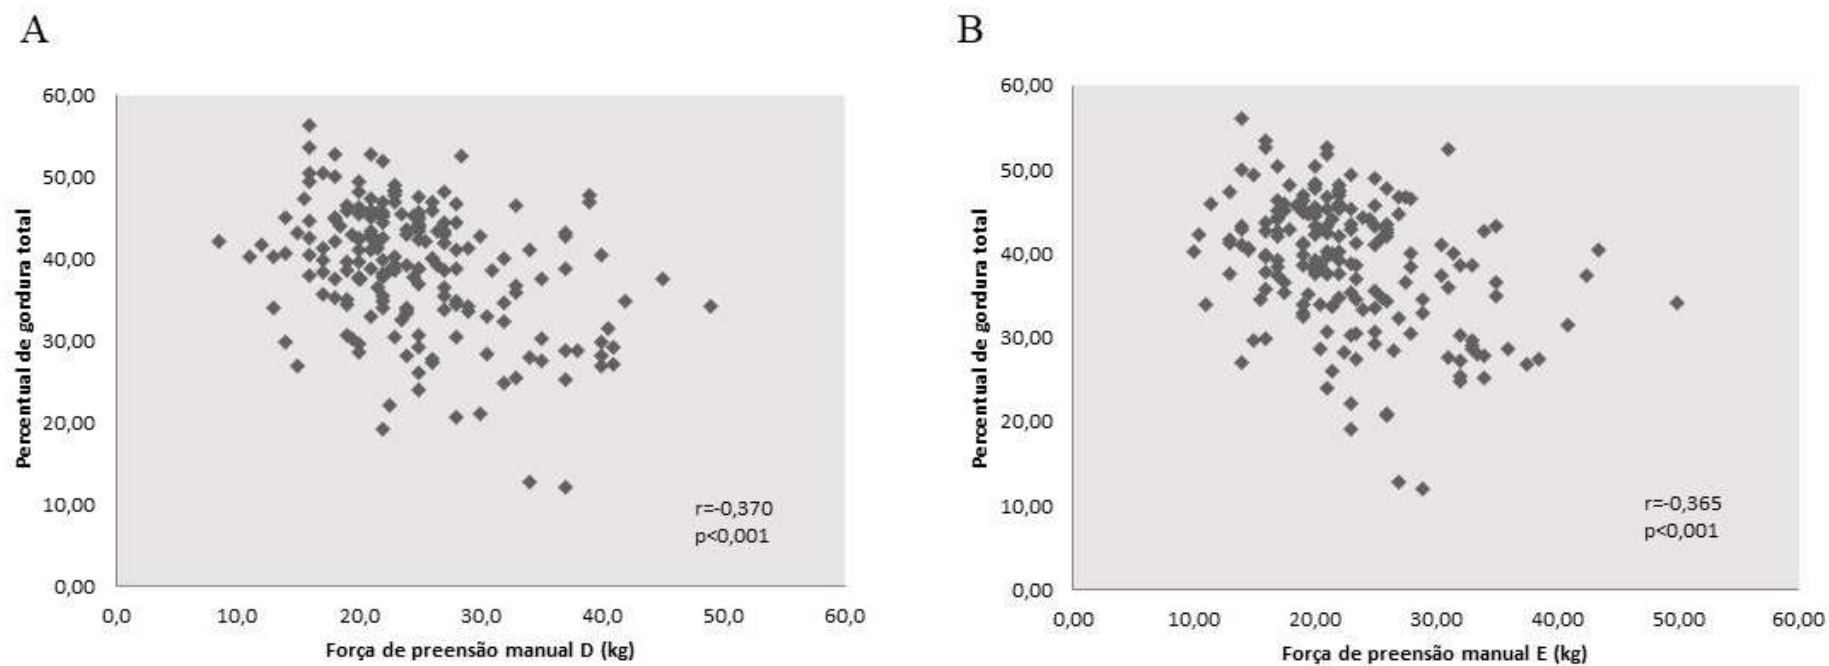 A
60,00
50,00
40,00
30,00
20,00
10,00
0,00
Percentual de gordura total
r=-0,370
p<0,001
0,0 10,0 20,0 30,0 40,0 50,0 60,0
Força de preensão manual D (kg)
B
60,00
50,00
40,00
30,00
20,00
10,00
0,00
Percentual de gordura total
r=-0,365
p<0,001
0,00 10,00 20,00 30,00 40,00 50,00 60,00
Força de preensão manual E (kg)